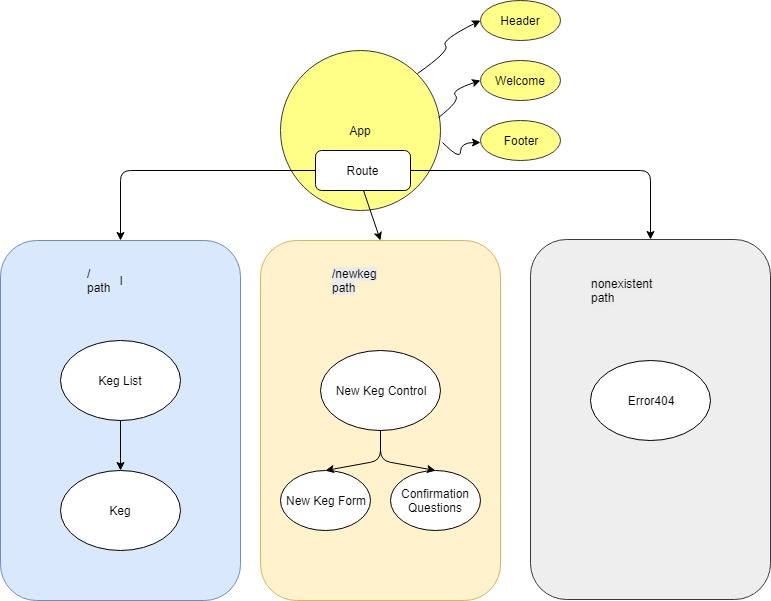 Header
Welcome
App
Footer
Route
/
path l
/newkeg
path
nonexistent
path
Keg List
New Keg Control
Error404
Keg
New Keg Form
Confirmation
Questions